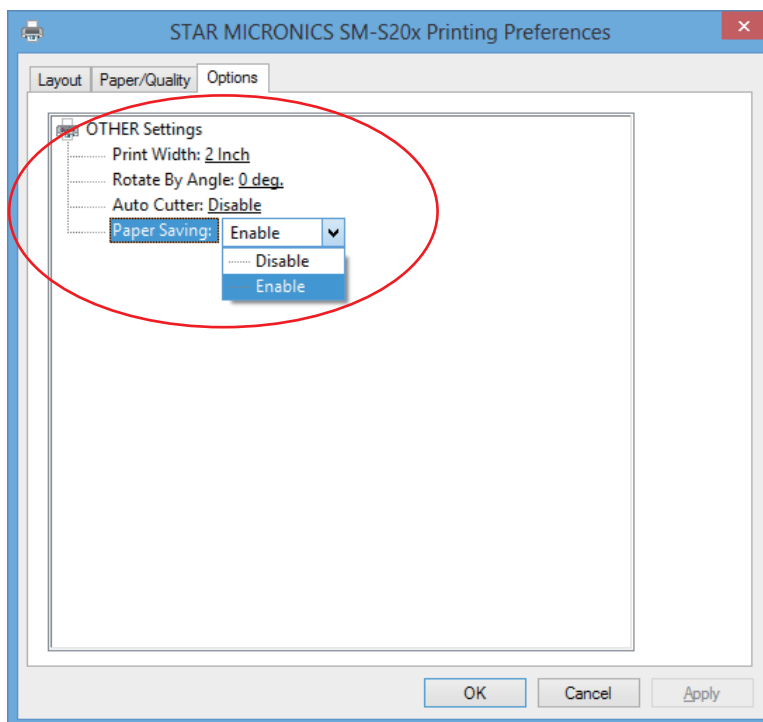 STAR MICRONICS SM-S20x Printing Preferences
Layout Paper/Quality Options
OTHER Settings
Print Width: 2 Inch
Rotate By Angle: 0 deg.
Auto Cutter: Disable
Paper Saving: Enable
Disable
Enable
OK Cancel Apply